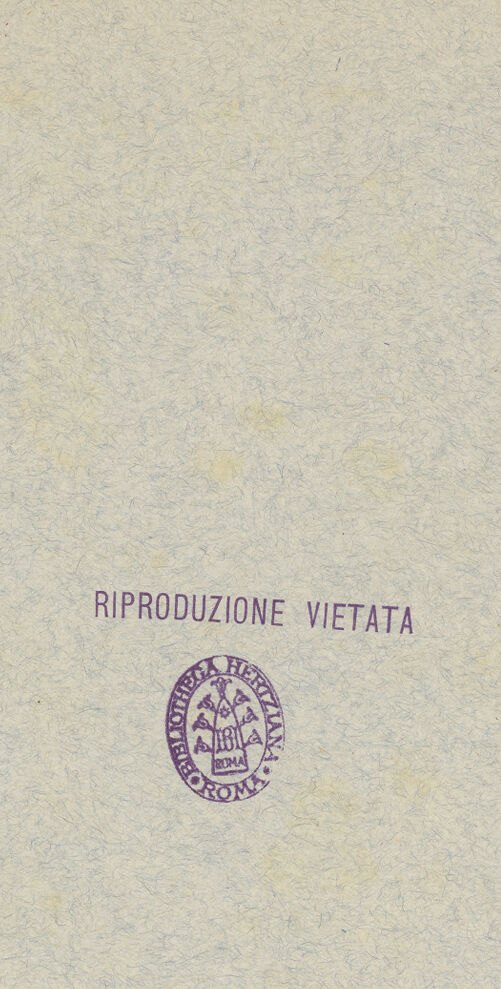 RIPRODUZIONE VIETATA
BIBLIOTHECA HERTZIANA
ROMA
ROMA